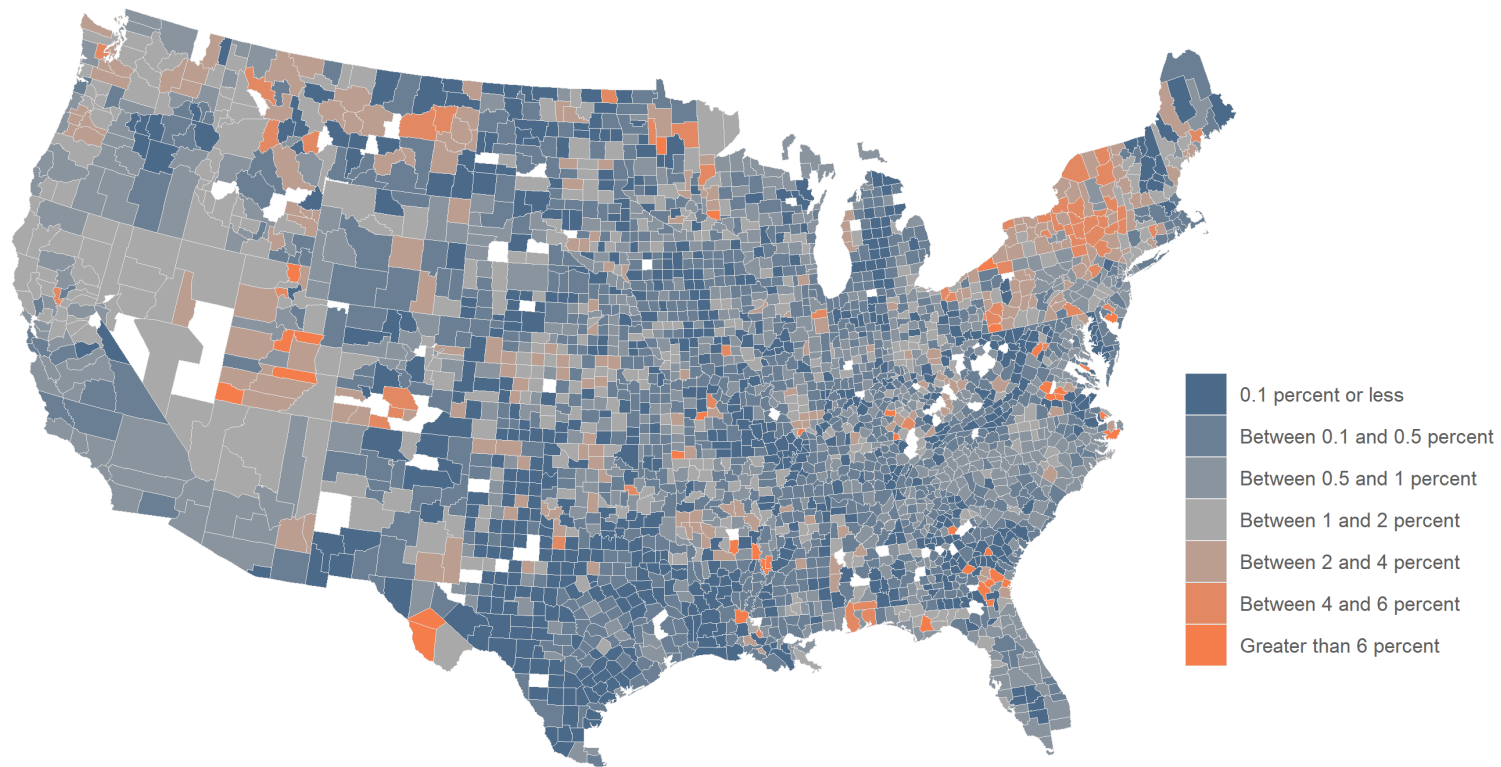 0.1 percent or less
Between 0.1 and 0.5 percent
Between 0.5 and 1 percent
Between 1 and 2 percent
Between 2 and 4 percent
Between 4 and 6 percent
Greater than 6 percent